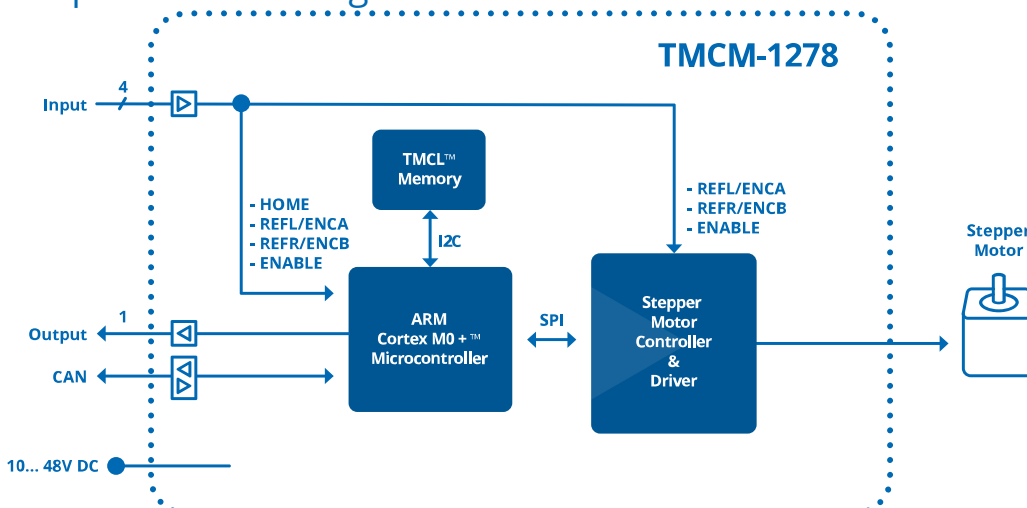 TMCM-1278
4
Input
TMCL™
Memory
- HOME
- REFL/ENCA
- REFR/ENCB
- ENABLE
I2C
- REFL/ENCA
- REFR/ENCB
- ENABLE
Stepper
Motor
1
Output
CAN
ARM
Cortex M0 + ™
Microcontroller
SPI
Stepper
Motor
Controller
&
Driver
10... 48V DC